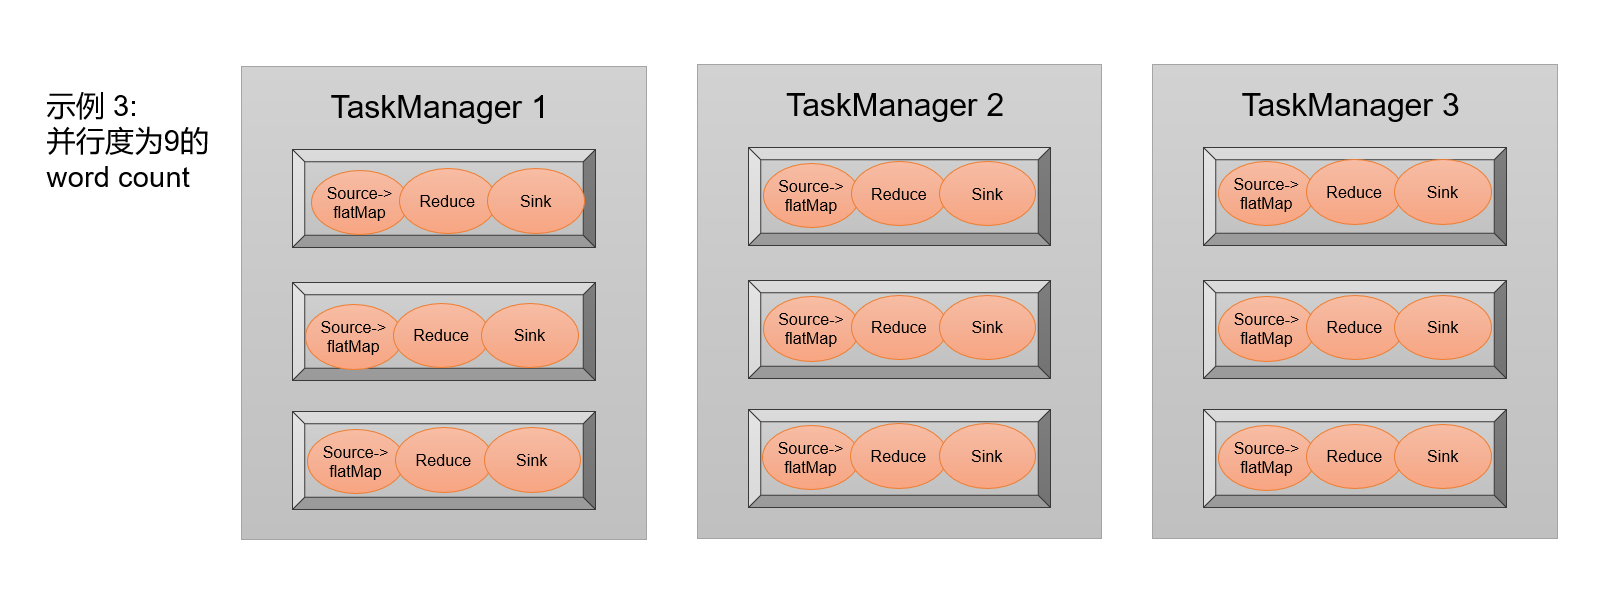 示例 3:
并行度为9的
word count
TaskManager 1
Source->
flatMap
Reduce
Sink
Source->
flatMap
Reduce
Sink
Source->
flatMap
Reduce
Sink
TaskManager 2
Source->
flatMap
Reduce
Sink
Source->
flatMap
Reduce
Sink
Source->
flatMap
Reduce
Sink
TaskManager 3
Source->
flatMap
Reduce
Sink
Source->
flatMap
Reduce
Sink
Source->
flatMap
Reduce
Sink